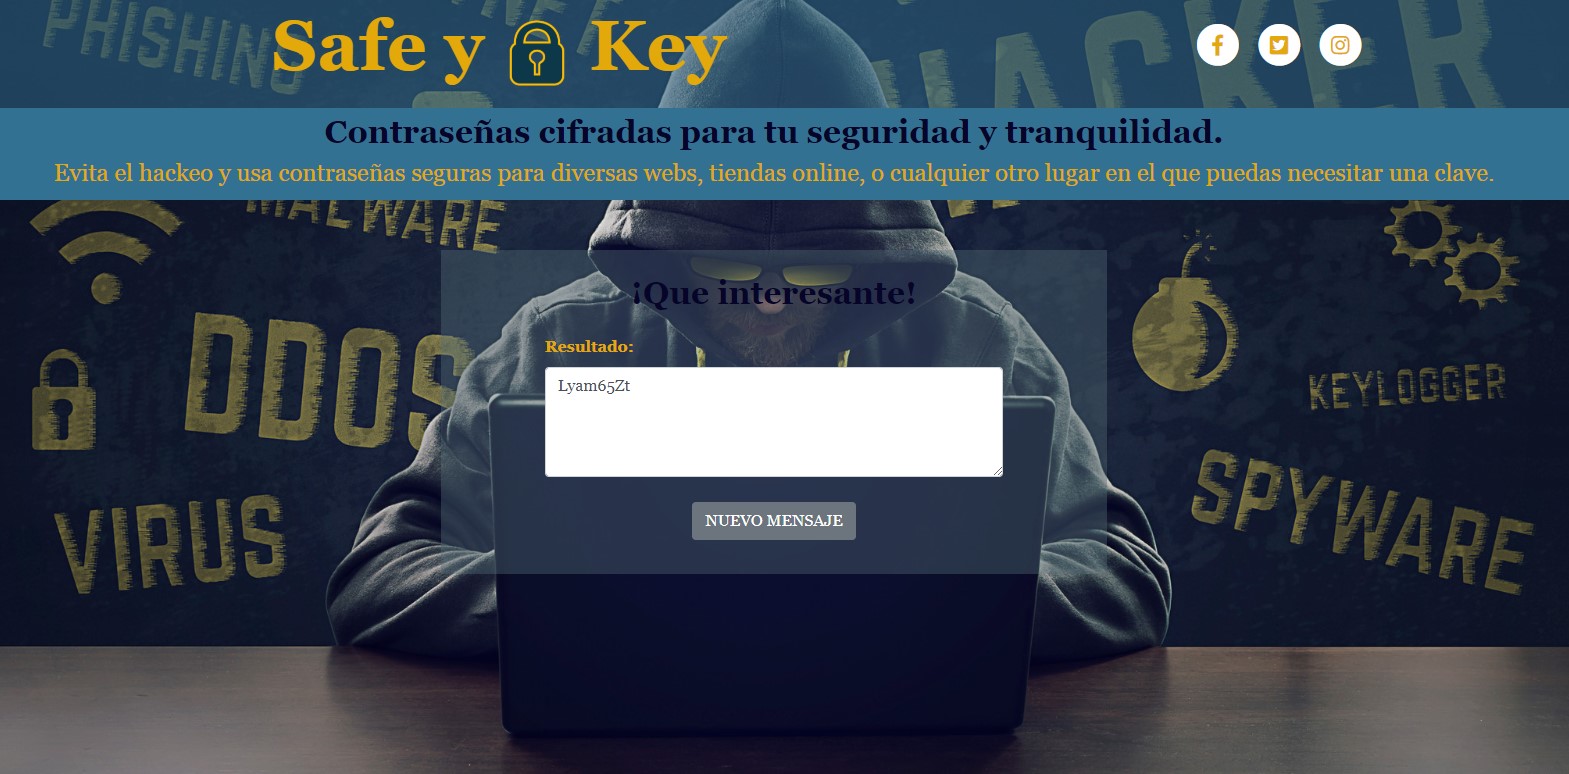 PHISHING
HACKER
Safe y Key
Contraseñas cifradas para tu seguridad y tranquilidad.
Evita el hackeo y usa contraseñas seguras para diversas webs, tiendas online, o cualquier otro lugar en el que puedas necesitar una clave.
MALWARE
¡Que interesante!
Resultado:
Lyam65Zt
NUEVO MENSAJE
DDOS
VIRUS
KEYLOGGER
SPYWARE